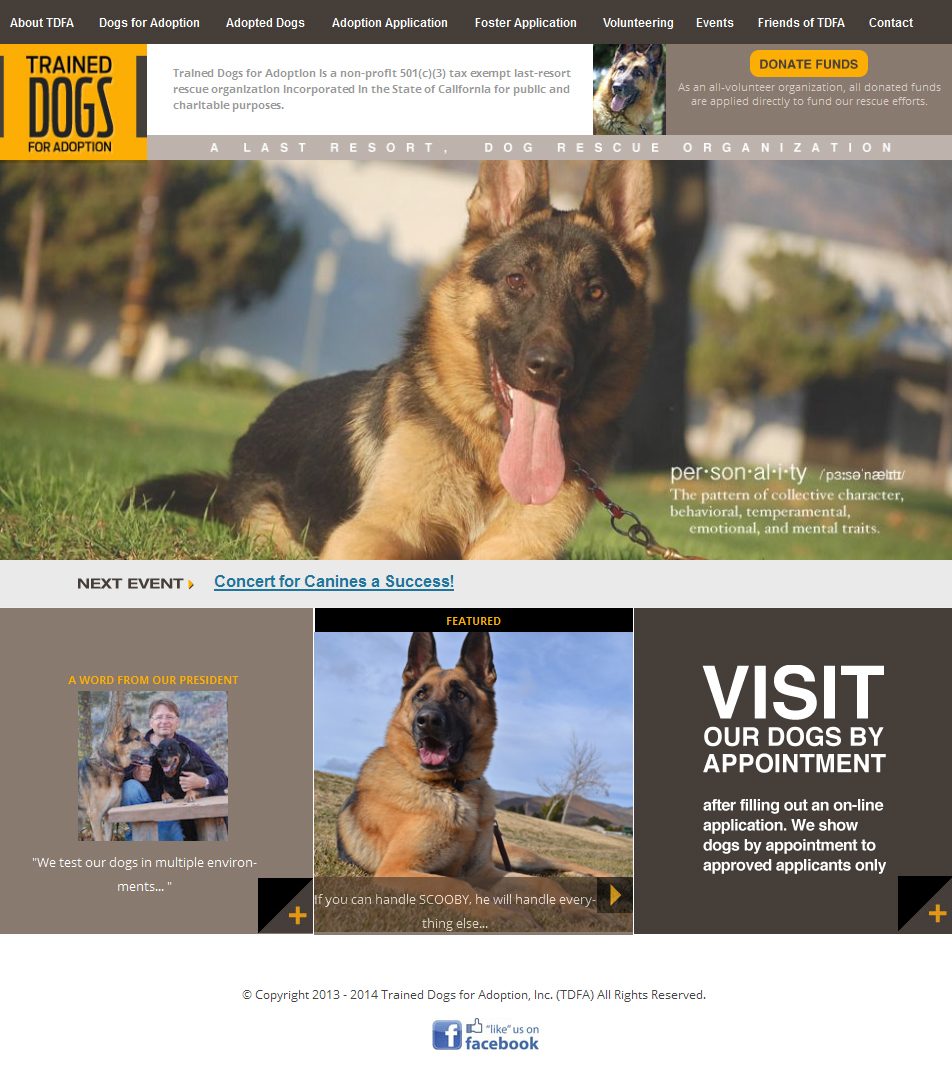 About TDFA Dogs for Adoption Adopted Dogs Adoption Application Foster Application Volunteering Events Friends of TDFA Contact
TRAINED
DOGS
FOR ADOPTION
Trained Dogs for Adoption is a non-profit 501(c)(3) tax exempt last-resort
rescue organization incorporated in the State of California for public and
charitable purposes.
DONATE FUNDS
As an all-volunteer organization, all donated funds
are applied directly to fund our rescue efforts.
A LAST RESORT, DOG RESCUE ORGANIZATION
per·son·al·i·ty
The pattern of collective character,
behavioral, temperamental,
emotional, and mental traits.
NEXT EVENT Concert for Canines a Success!
A WORD FROM OUR PRESIDENT
"We test our dogs in multiple environ-
ments... "
FEATURED
If you can handle SCOOBY, he will handle every-
thing else...
VISIT
OUR DOGS BY
APPOINTMENT
after filling out an on-line
application. We show
dogs by appointment to
approved applicants only
© Copyright 2013 - 2014 Trained Dogs for Adoption, Inc. (TDFA) All Rights Reserved.
f "like" us on
facebook